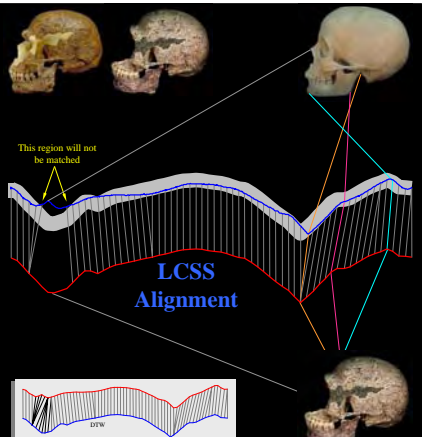 This region will not
be matched
LCSS
Alignment
DTW